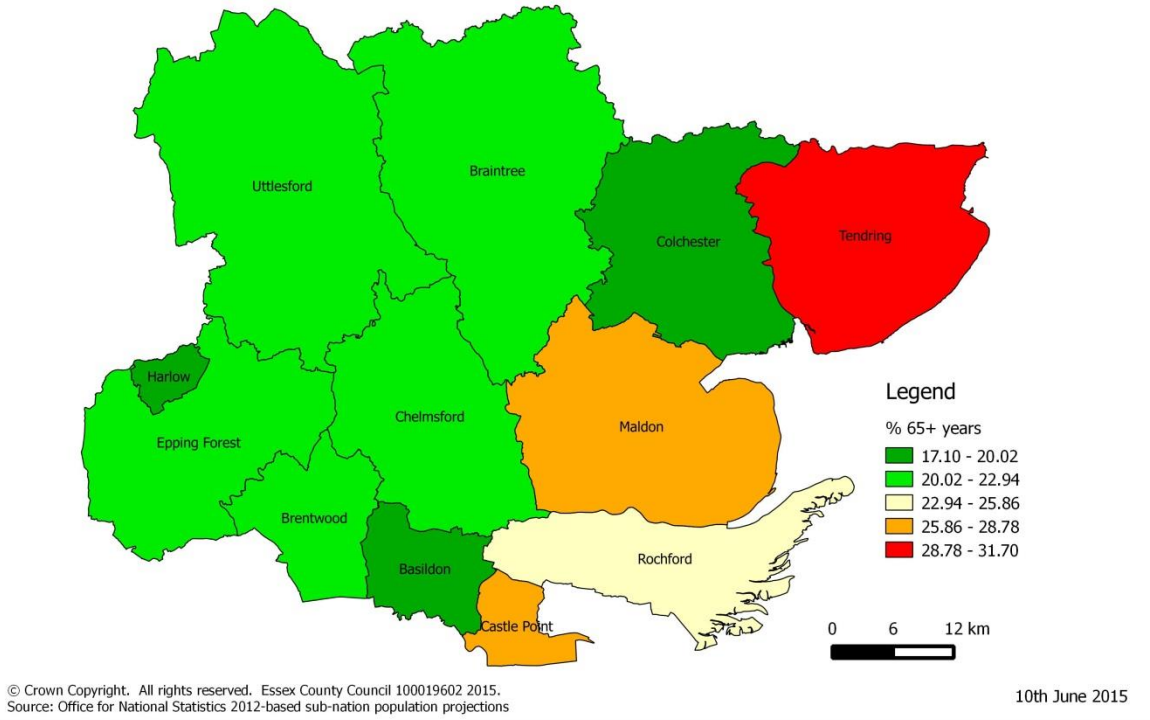 Uttlesford
Braintree
Colchester
Tendring
Harlow
Epping Forest
Chelmsford
Maldon
Brentwood
Basildon
Rochford
Castle Point
Legend
% 65+ years
17.10 - 20.02
20.02 - 22.94
22.94 - 25.86
25.86 - 28.78
28.78 - 31.70
0 6 12 km
© Crown Copyright. All rights reserved. Essex County Council 100019602 2015.
Source: Office for National Statistics 2012-based sub-nation population projections
10th June 2015